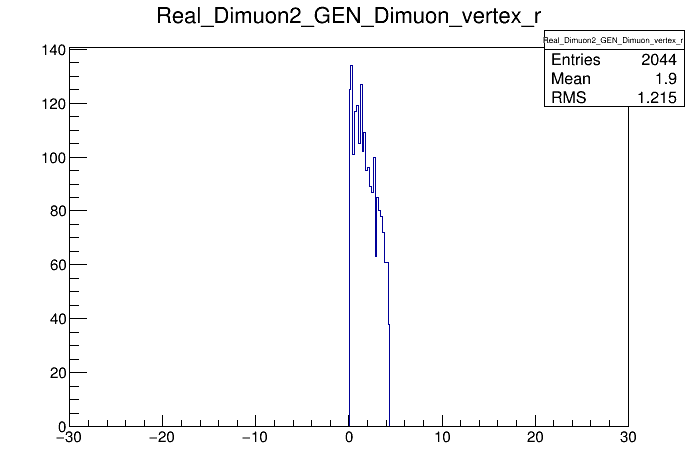 Real_Dimuon2_GEN_Dimuon_vertex_r
Real_Dimuon2_GEN_Dimuon_vertex_r
Entries 2044
Mean 1.9
RMS 1.215
140
120
100
80
60
40
20
0
−30 −20 −10 0 10 20 30